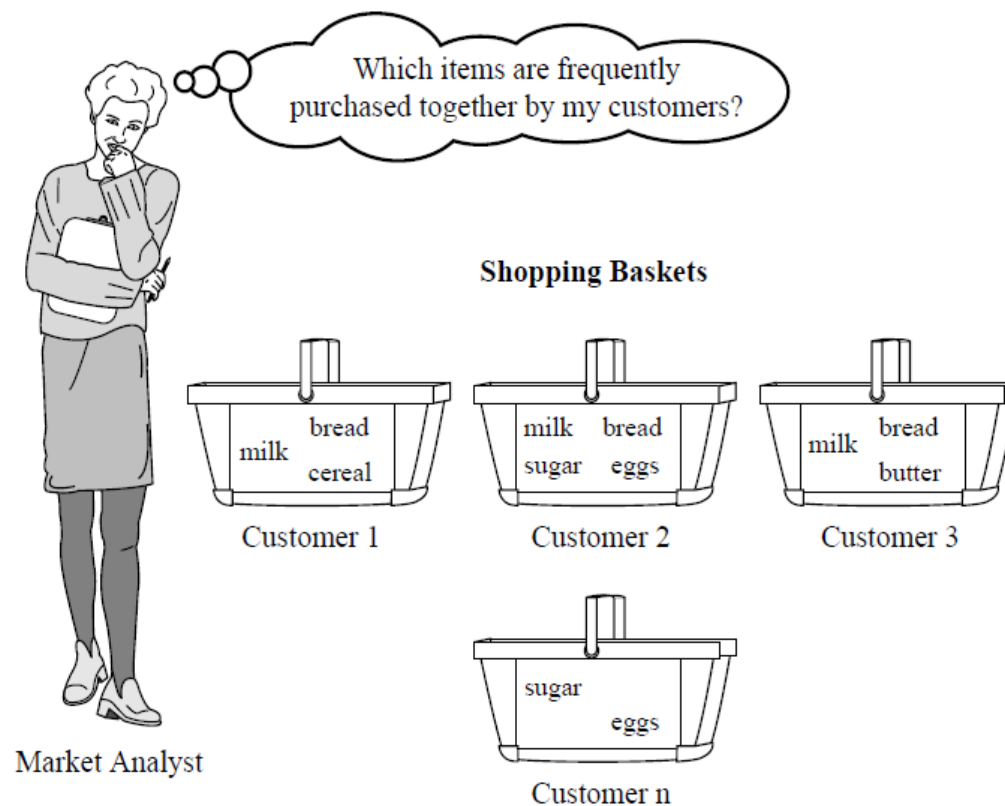 Which items are frequently
purchased together by my customers?
Shopping Baskets
milk
bread
cereal
Customer 1
milk bread
sugar eggs
Customer 2
milk
bread
butter
Customer 3
sugar
eggs
Customer n
Market Analyst